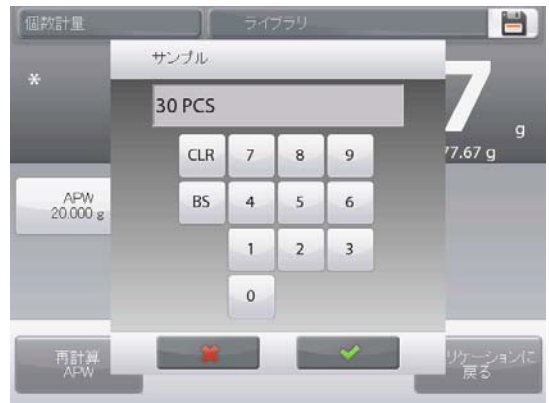 個数計量
ライブラリ
サンプル
*
7
g
77.67 g
30 PCS
CLR 7 8 9
BS 4 5 6
1 2 3
0
APW
20.000 g
再計算
APW
リケーションに
戻る